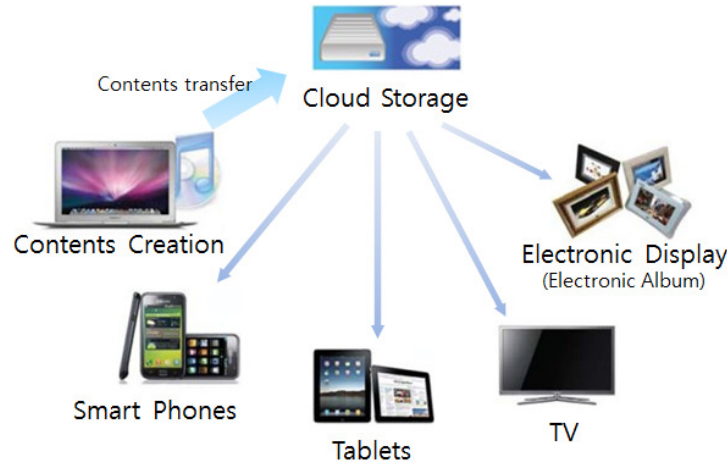 Contents transfer
Cloud Storage
Contents Creation
Electronic Display
(Electronic Album)
Smart Phones
Tablets
TV